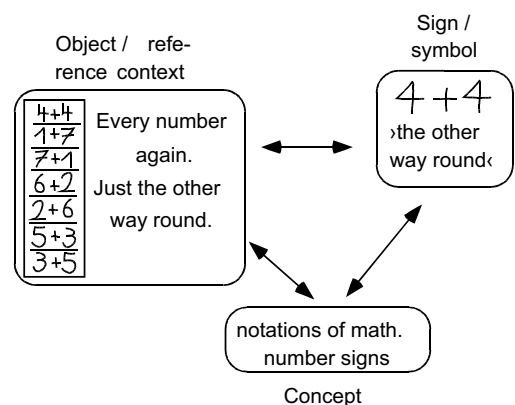 Object / refe-
rence context
4+4
1+7
7+1
6+2
2+6
5+3
3+5
Every number
again.
Just the other
way round.
Sign /
symbol
4+4
›the other
way round‹
notations of math.
number signs
Concept